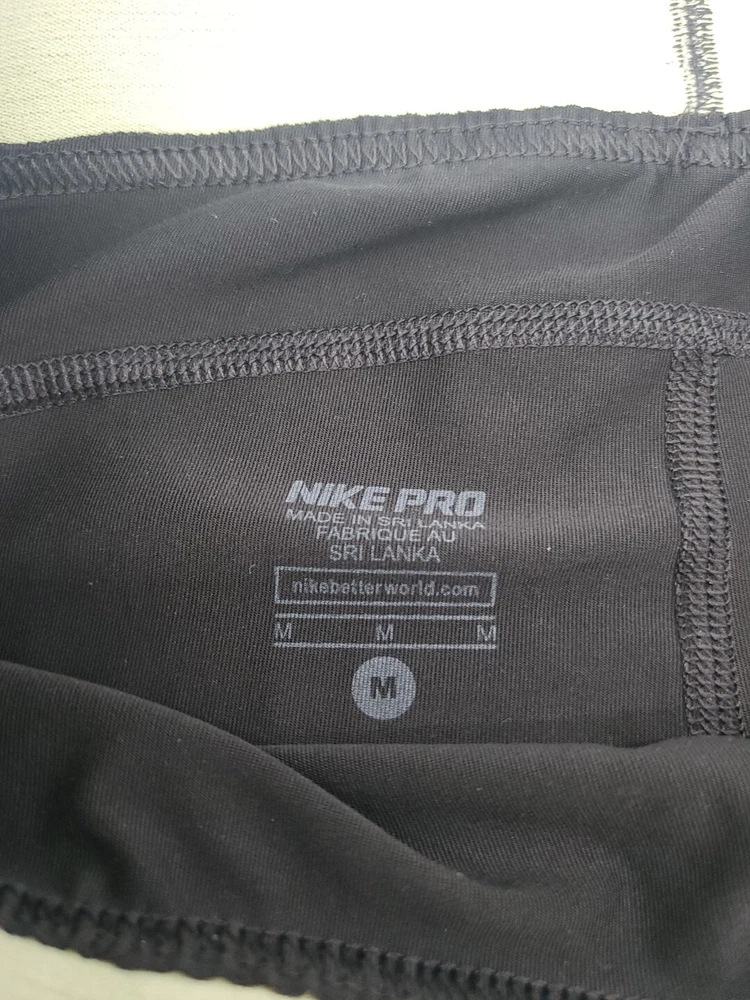 NIKE PRO
MADE IN SRI LANKA
FABRIQUE AU
SRI LANKA
nikebetterworld.com
M M M
M